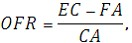 OFR = (EC – FA) / CA,